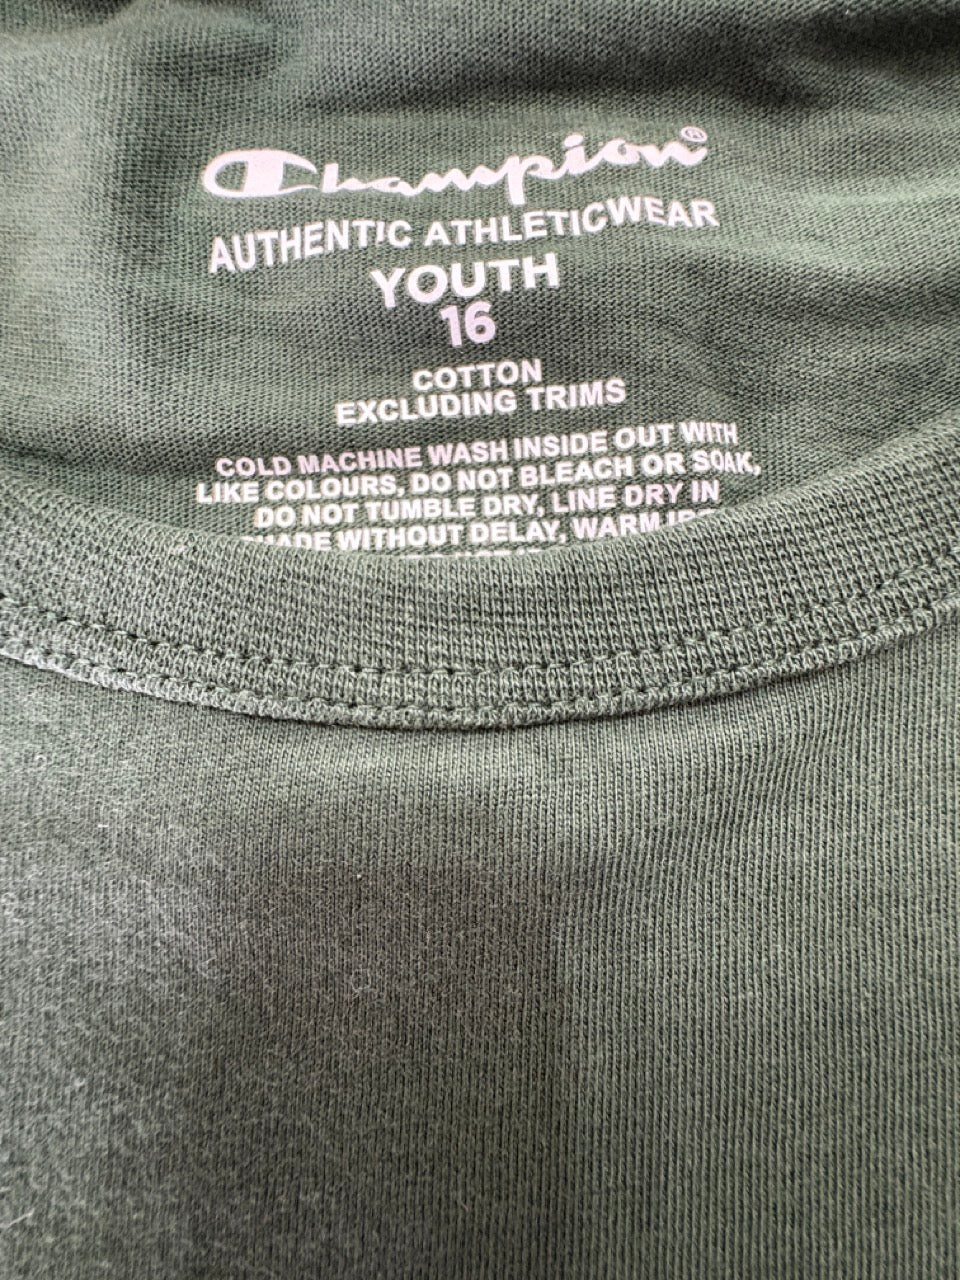 Champion®
AUTHENTIC ATHLETICWEAR
YOUTH
16
COTTON
EXCLUDING TRIMS
COLD MACHINE WASH INSIDE OUT WITH
LIKE COLOURS, DO NOT BLEACH OR SOAK,
DO NOT TUMBLE DRY, LINE DRY IN
WITHOUT DELAY, WARM